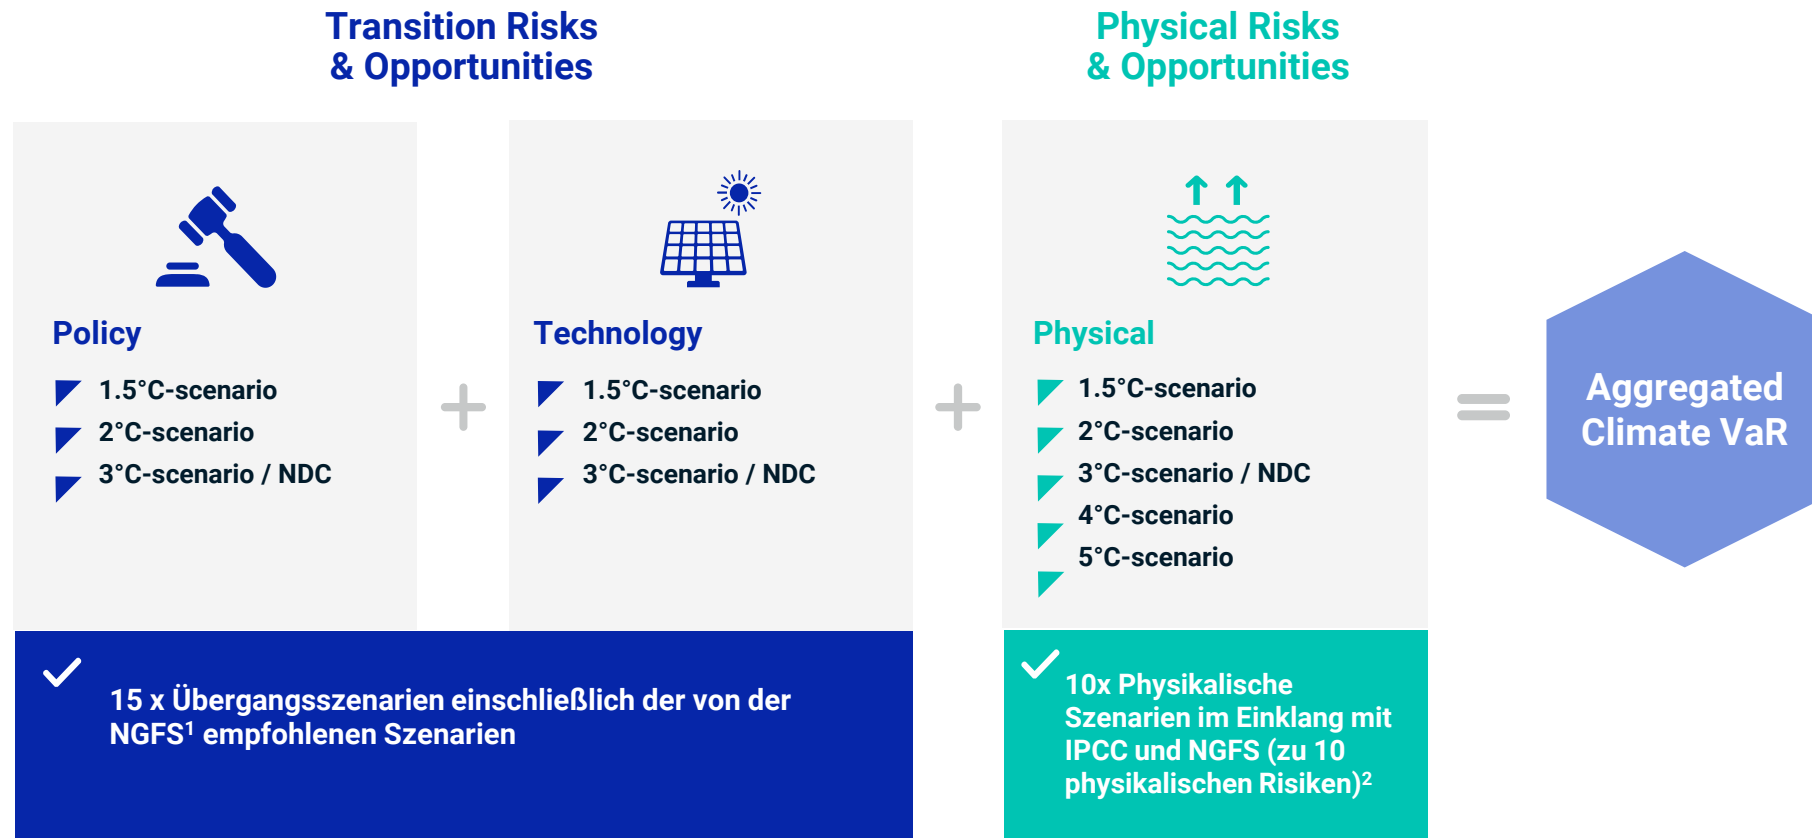 Transition Risks
& Opportunities
Physical Risks
& Opportunities
Policy
1.5°C-scenario
2°C-scenario
3°C-scenario / NDC
Technology
1.5°C-scenario
2°C-scenario
3°C-scenario / NDC
Physical
1.5°C-scenario
2°C-scenario
3°C-scenario / NDC
4°C-scenario
5°C-scenario
Aggregated
Climate VaR
15 x Übergangsszenarien einschließlich der von der
NGFS¹ empfohlenen Szenarien
10x Physikalische
Szenarien im Einklang mit
IPCC und NGFS (zu 10
physikalischen Risiken)²